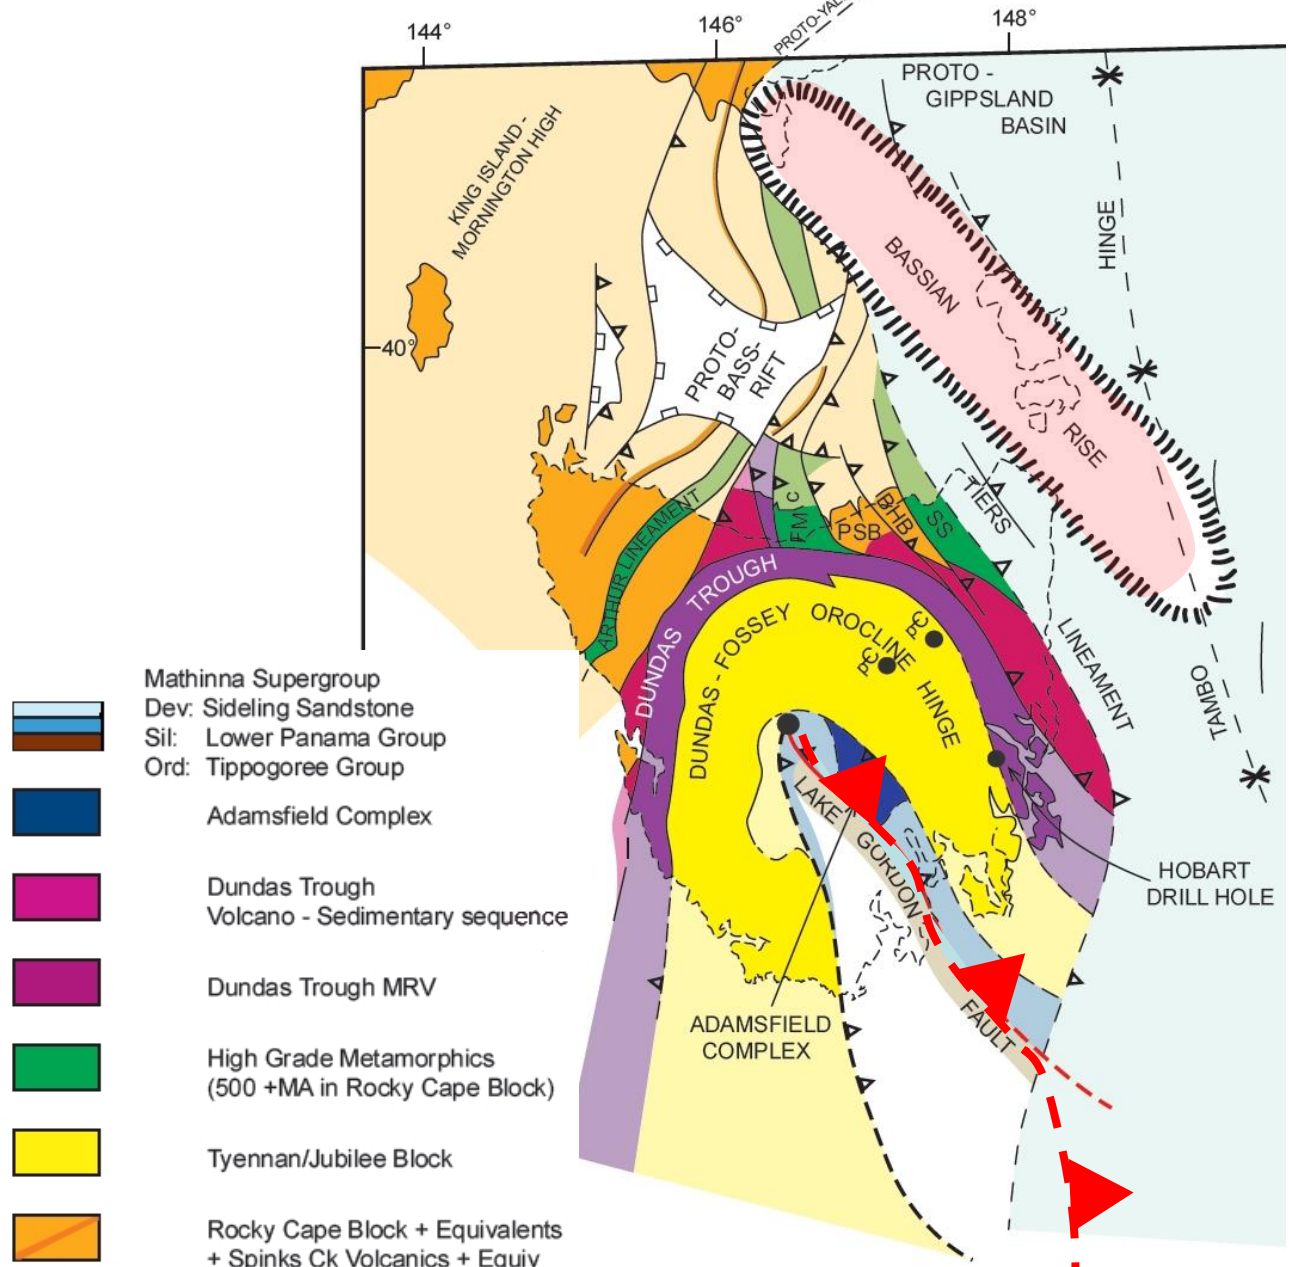 144°
146°
148°
PROTO-YAL
PROTO -
GIPPSLAND
BASIN
KING ISLAND -
MORNINGTON HIGH
HINGE
BASSIAN
RISE
40°
PROTO-
BASS-
RIFT
TIERS
LINEAMENT
ARTHUR LINEAMENT
FMC
PSB
BHB
SS
DUNDAS TROUGH
DUNDAS - FOSSEY OROCLINE HINGE
pЄ
pЄ
TAMBO
LAKE
GORDON
FAULT
HOBART
DRILL HOLE
ADAMSFIELD
COMPLEX
Mathinna Supergroup
Dev: Sideling Sandstone
Sil: Lower Panama Group
Ord: Tippogoree Group
Adamsfield Complex
Dundas Trough
Volcano - Sedimentary sequence
Dundas Trough MRV
High Grade Metamorphics
(500 +MA in Rocky Cape Block)
Tyennan/Jubilee Block
Rocky Cape Block + Equivalents
+ Spinks Ck Volcanics + Equiv